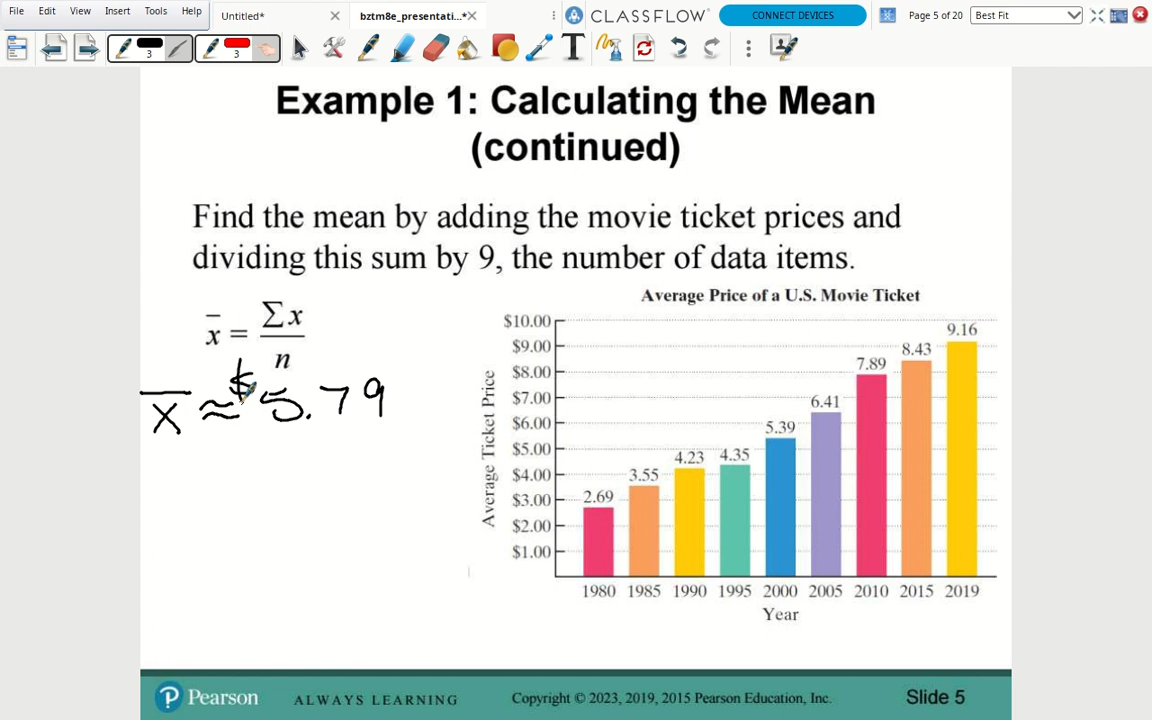 File Edit View Insert Tools Help
Untitled* bztm8e_presentati...* CLASSFLOW CONNECT DEVICES Page 5 of 20 Best Fit
3 3
Example 1: Calculating the Mean
(continued)
Find the mean by adding the movie ticket prices and
dividing this sum by 9, the number of data items.
x̄ = Σx / n
x̄ ≈ $5.79
Average Price of a U.S. Movie Ticket
Average Ticket Price
$10.00
$9.00
$8.00
$7.00
$6.00
$5.00
$4.00
$3.00
$2.00
$1.00
2.69 3.55 4.23 4.35 5.39 6.41 7.89 8.43 9.16
1980 1985 1990 1995 2000 2005 2010 2015 2019
Year
Pearson ALWAYS LEARNING Copyright © 2023, 2019, 2015 Pearson Education, Inc. Slide 5